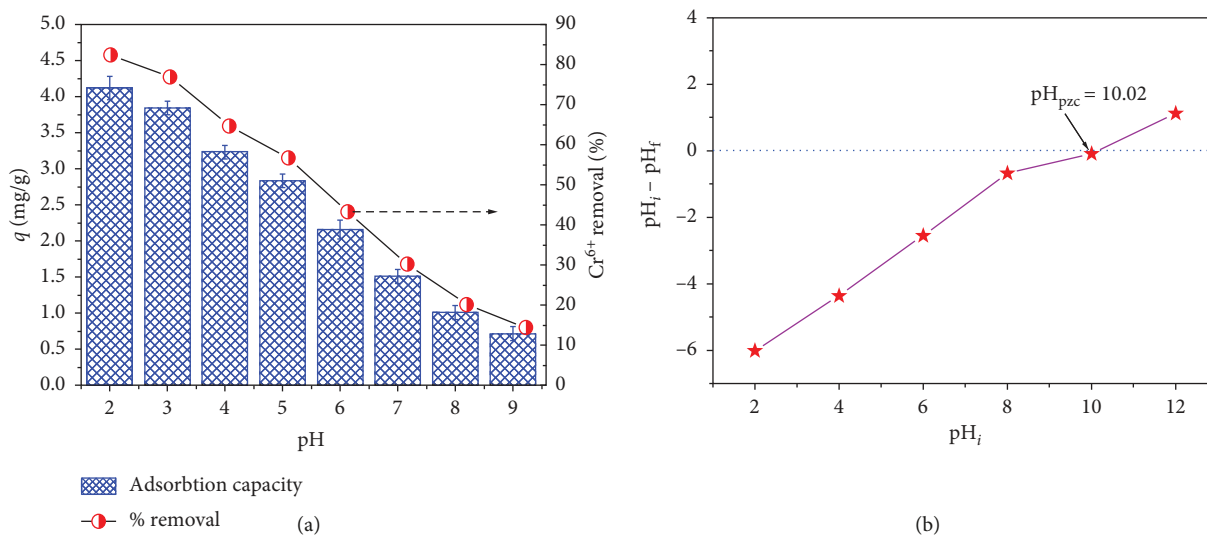 5.0
4.5
4.0
3.5
3.0
2.5
2.0
1.5
1.0
0.5
0.0
q (mg/g)
90
80
70
60
50
40
30
20
10
0
Cr⁶⁺ removal (%)
2 3 4 5 6 7 8 9
pH
Adsorbtion capacity
% removal
(a)
4
2
0
−2
−4
−6
pHᵢ − pH_f
pH_pzc = 10.02
2 4 6 8 10 12
pHᵢ
(b)